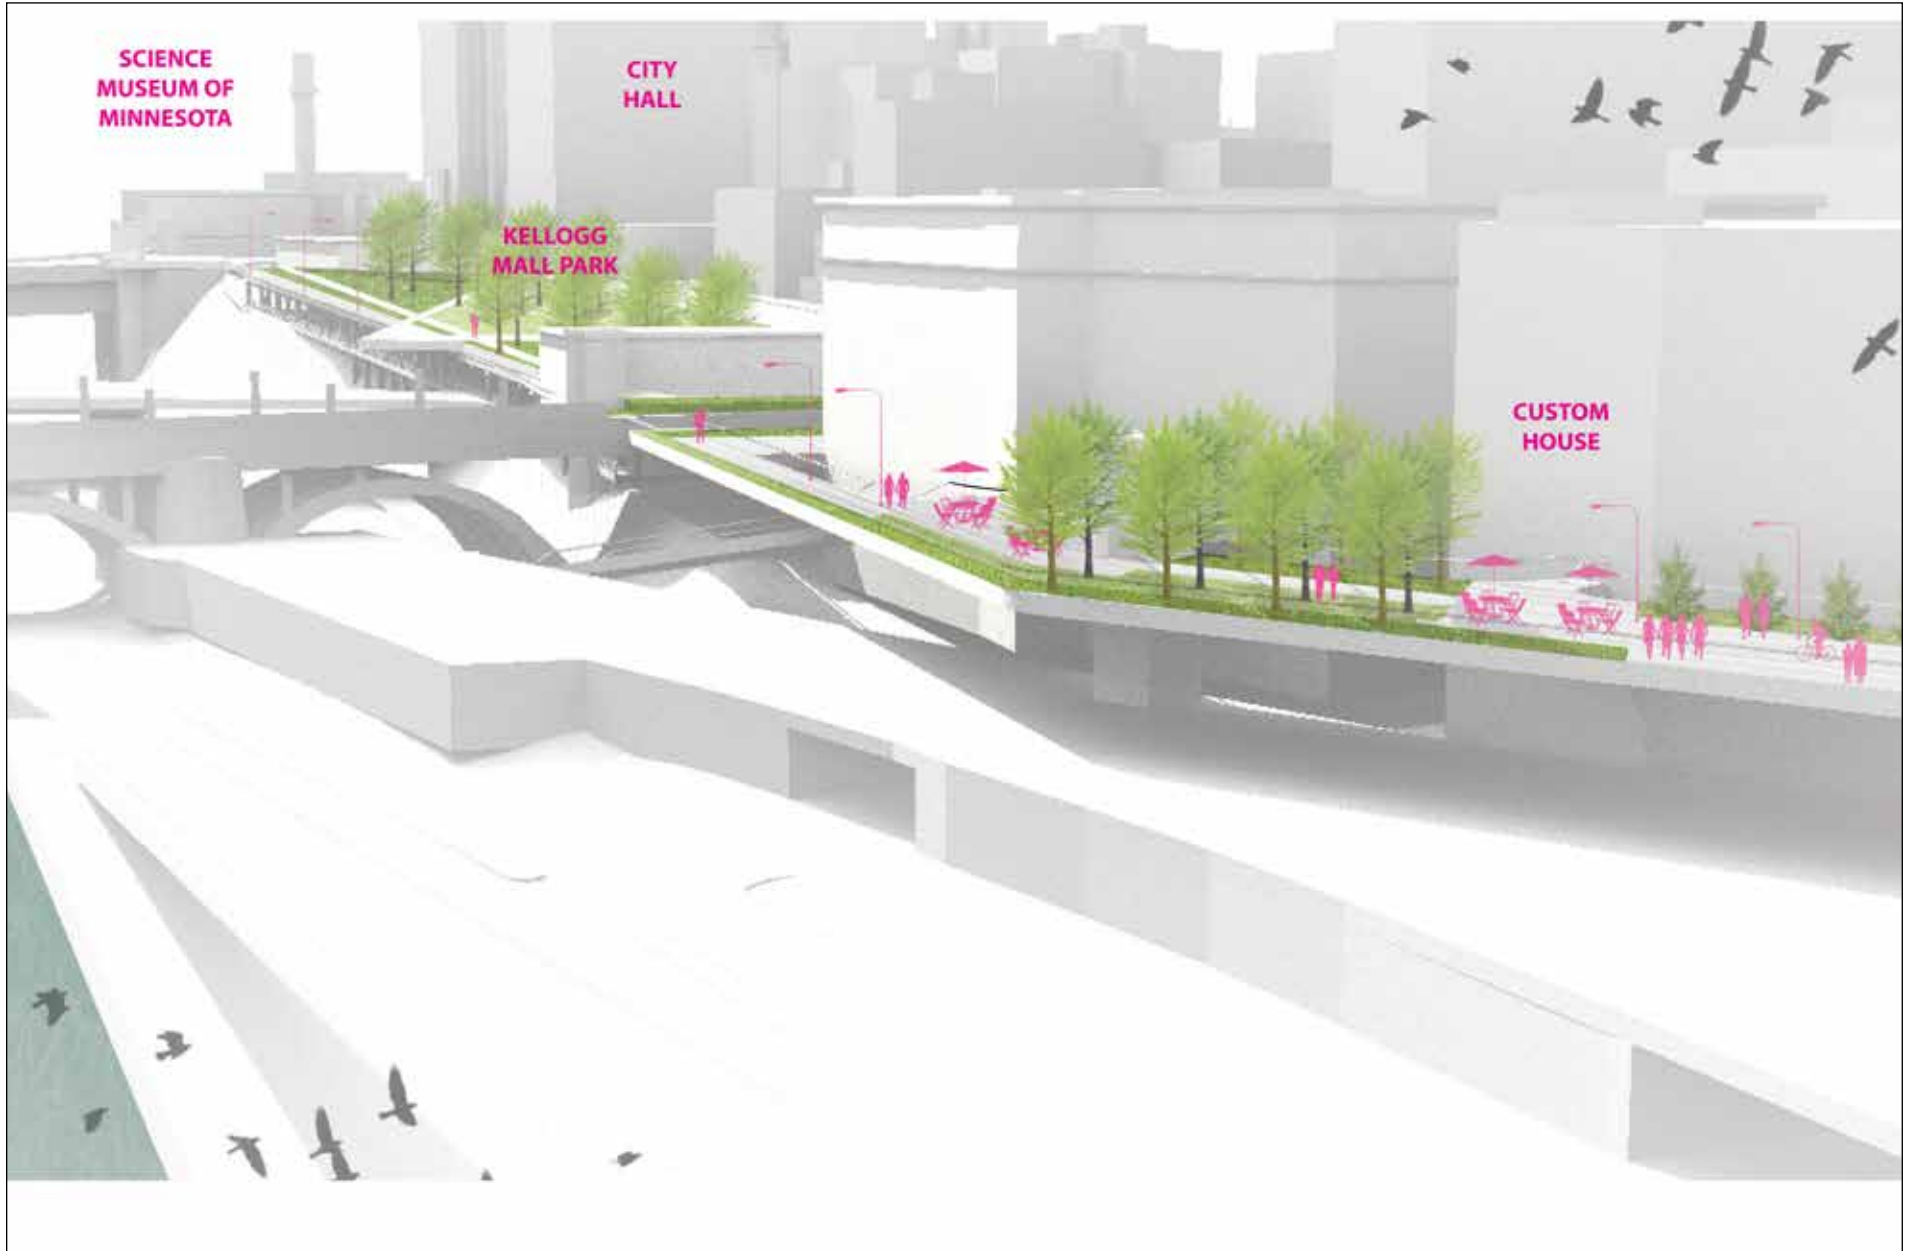 SCIENCE
MUSEUM OF
MINNESOTA
CITY
HALL
KELLOGG
MALL PARK
CUSTOM
HOUSE